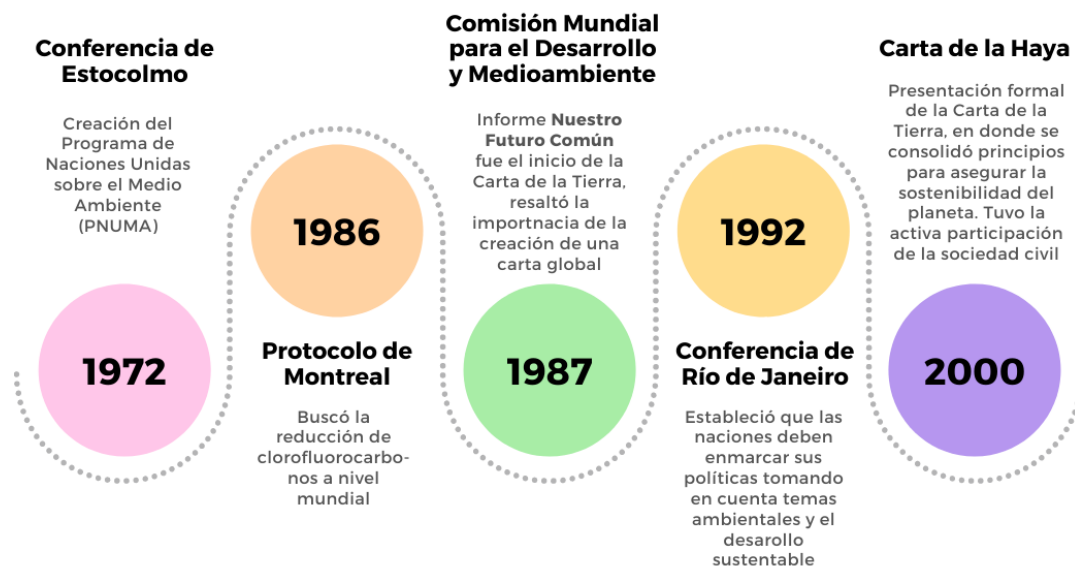 Conferencia de
Estocolmo
Creación del
Programa de
Naciones Unidas
sobre el Medio
Ambiente
(PNUMA)
1972
1986
Protocolo de
Montreal
Buscó la
reducción de
clorofluorocarbo-
nos a nivel
mundial
Comisión Mundial
para el Desarrollo
y Medioambiente
Informe Nuestro
Futuro Común
fue el inicio de la
Carta de la Tierra,
resaltó la
importnacia de la
creación de una
carta global
1987
1992
Conferencia de
Río de Janeiro
Estableció que las
naciones deben
enmarcar sus
políticas tomando
en cuenta temas
ambientales y el
desarollo
sustentable
Carta de la Haya
Presentación formal
de la Carta de la
Tierra, en donde se
consolidó principios
para asegurar la
sostenibilidad del
planeta. Tuvo la
activa participación
de la sociedad civil
2000